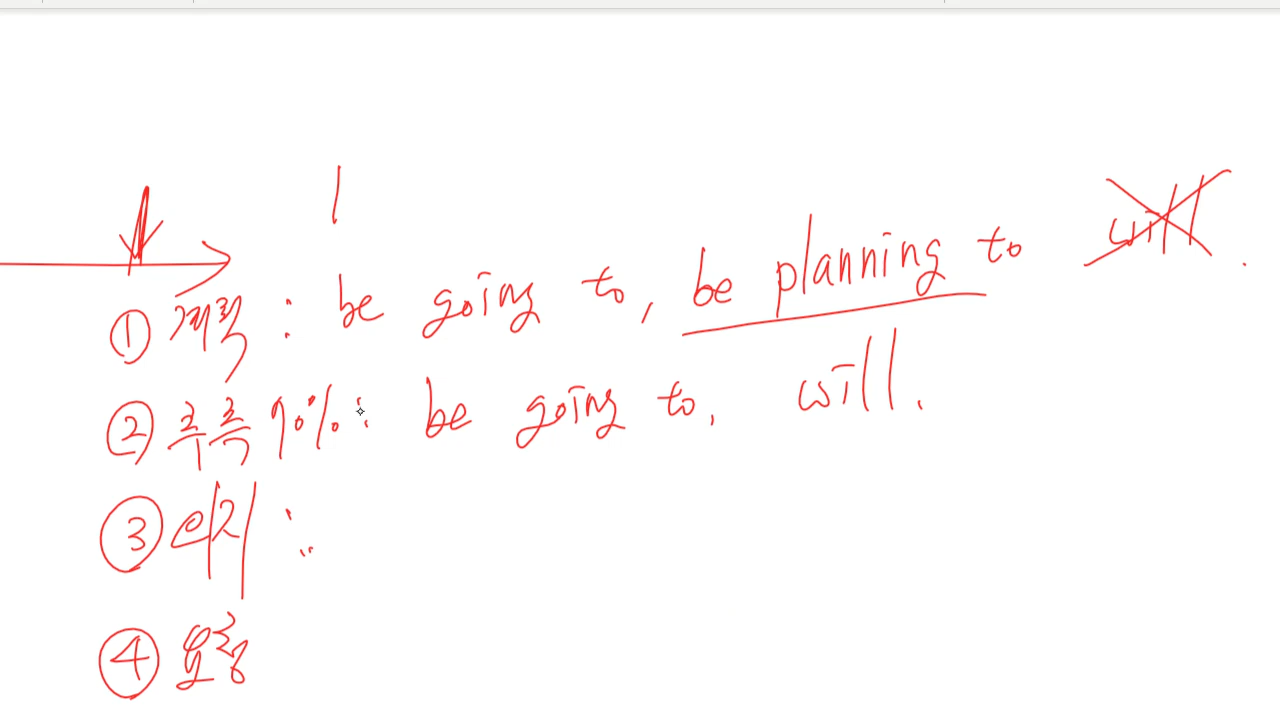 ① 계획 : be going to, be planning to will.
② 추측 90% : be going to, will.
③ 의지 :
④ 요청